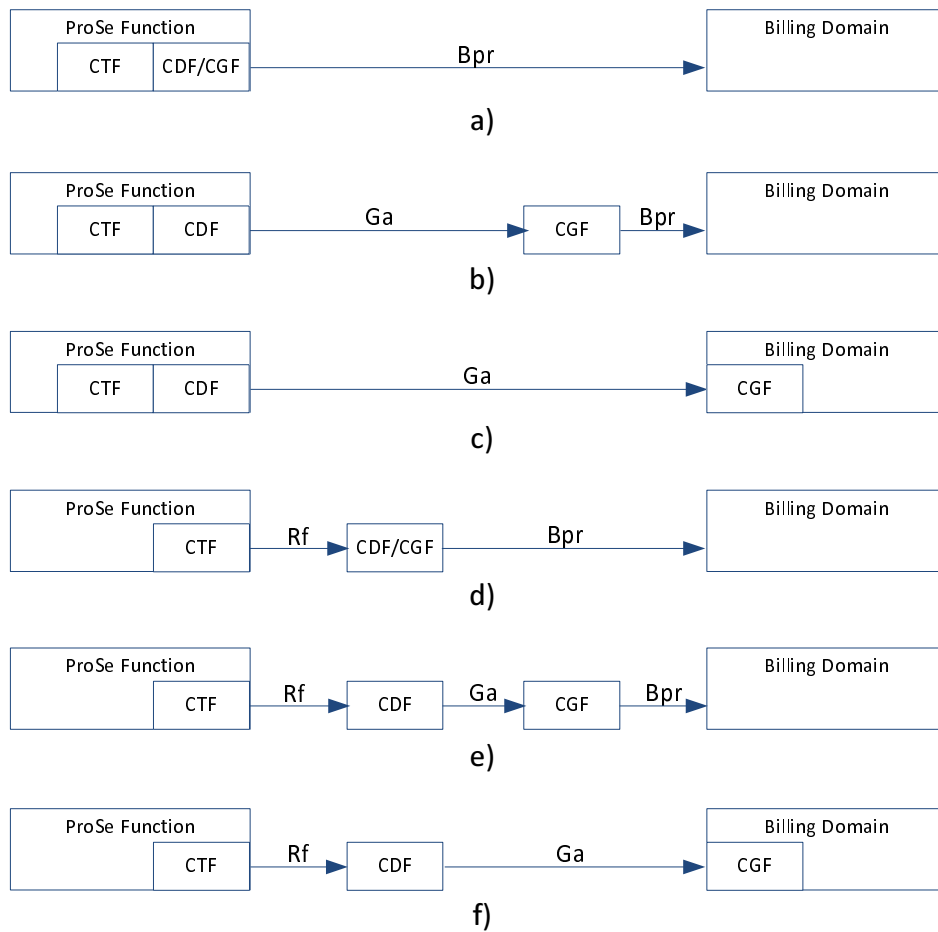 ProSe Function
Billing Domain
CTF
CDF/CGF
Bpr
a)
ProSe Function
Billing Domain
CTF
CDF
Ga
CGF
Bpr
b)
ProSe Function
Billing Domain
CTF
CDF
Ga
CGF
c)
ProSe Function
Billing Domain
CTF
Rf
CDF/CGF
Bpr
d)
ProSe Function
Billing Domain
CTF
Rf
CDF
Ga
CGF
Bpr
e)
ProSe Function
Billing Domain
CTF
Rf
CDF
Ga
CGF
f)